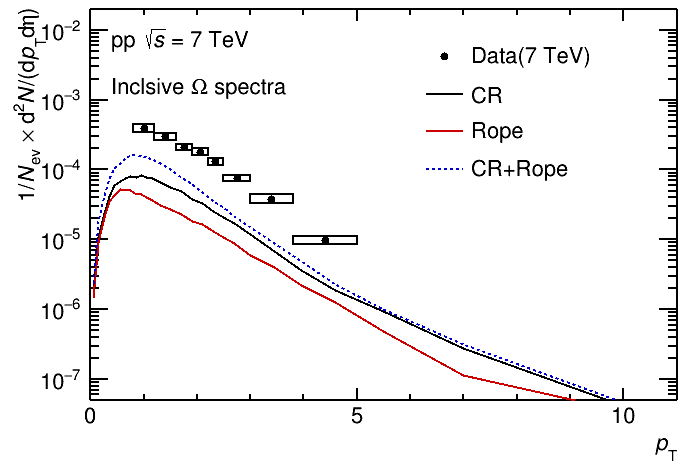 1/N_ev × d²N/(dp_T dη)
pp √s = 7 TeV
Inclsive Ω spectra
Data(7 TeV)
CR
Rope
CR+Rope
10⁻²
10⁻³
10⁻⁴
10⁻⁵
10⁻⁶
10⁻⁷
0 5 10
p_T